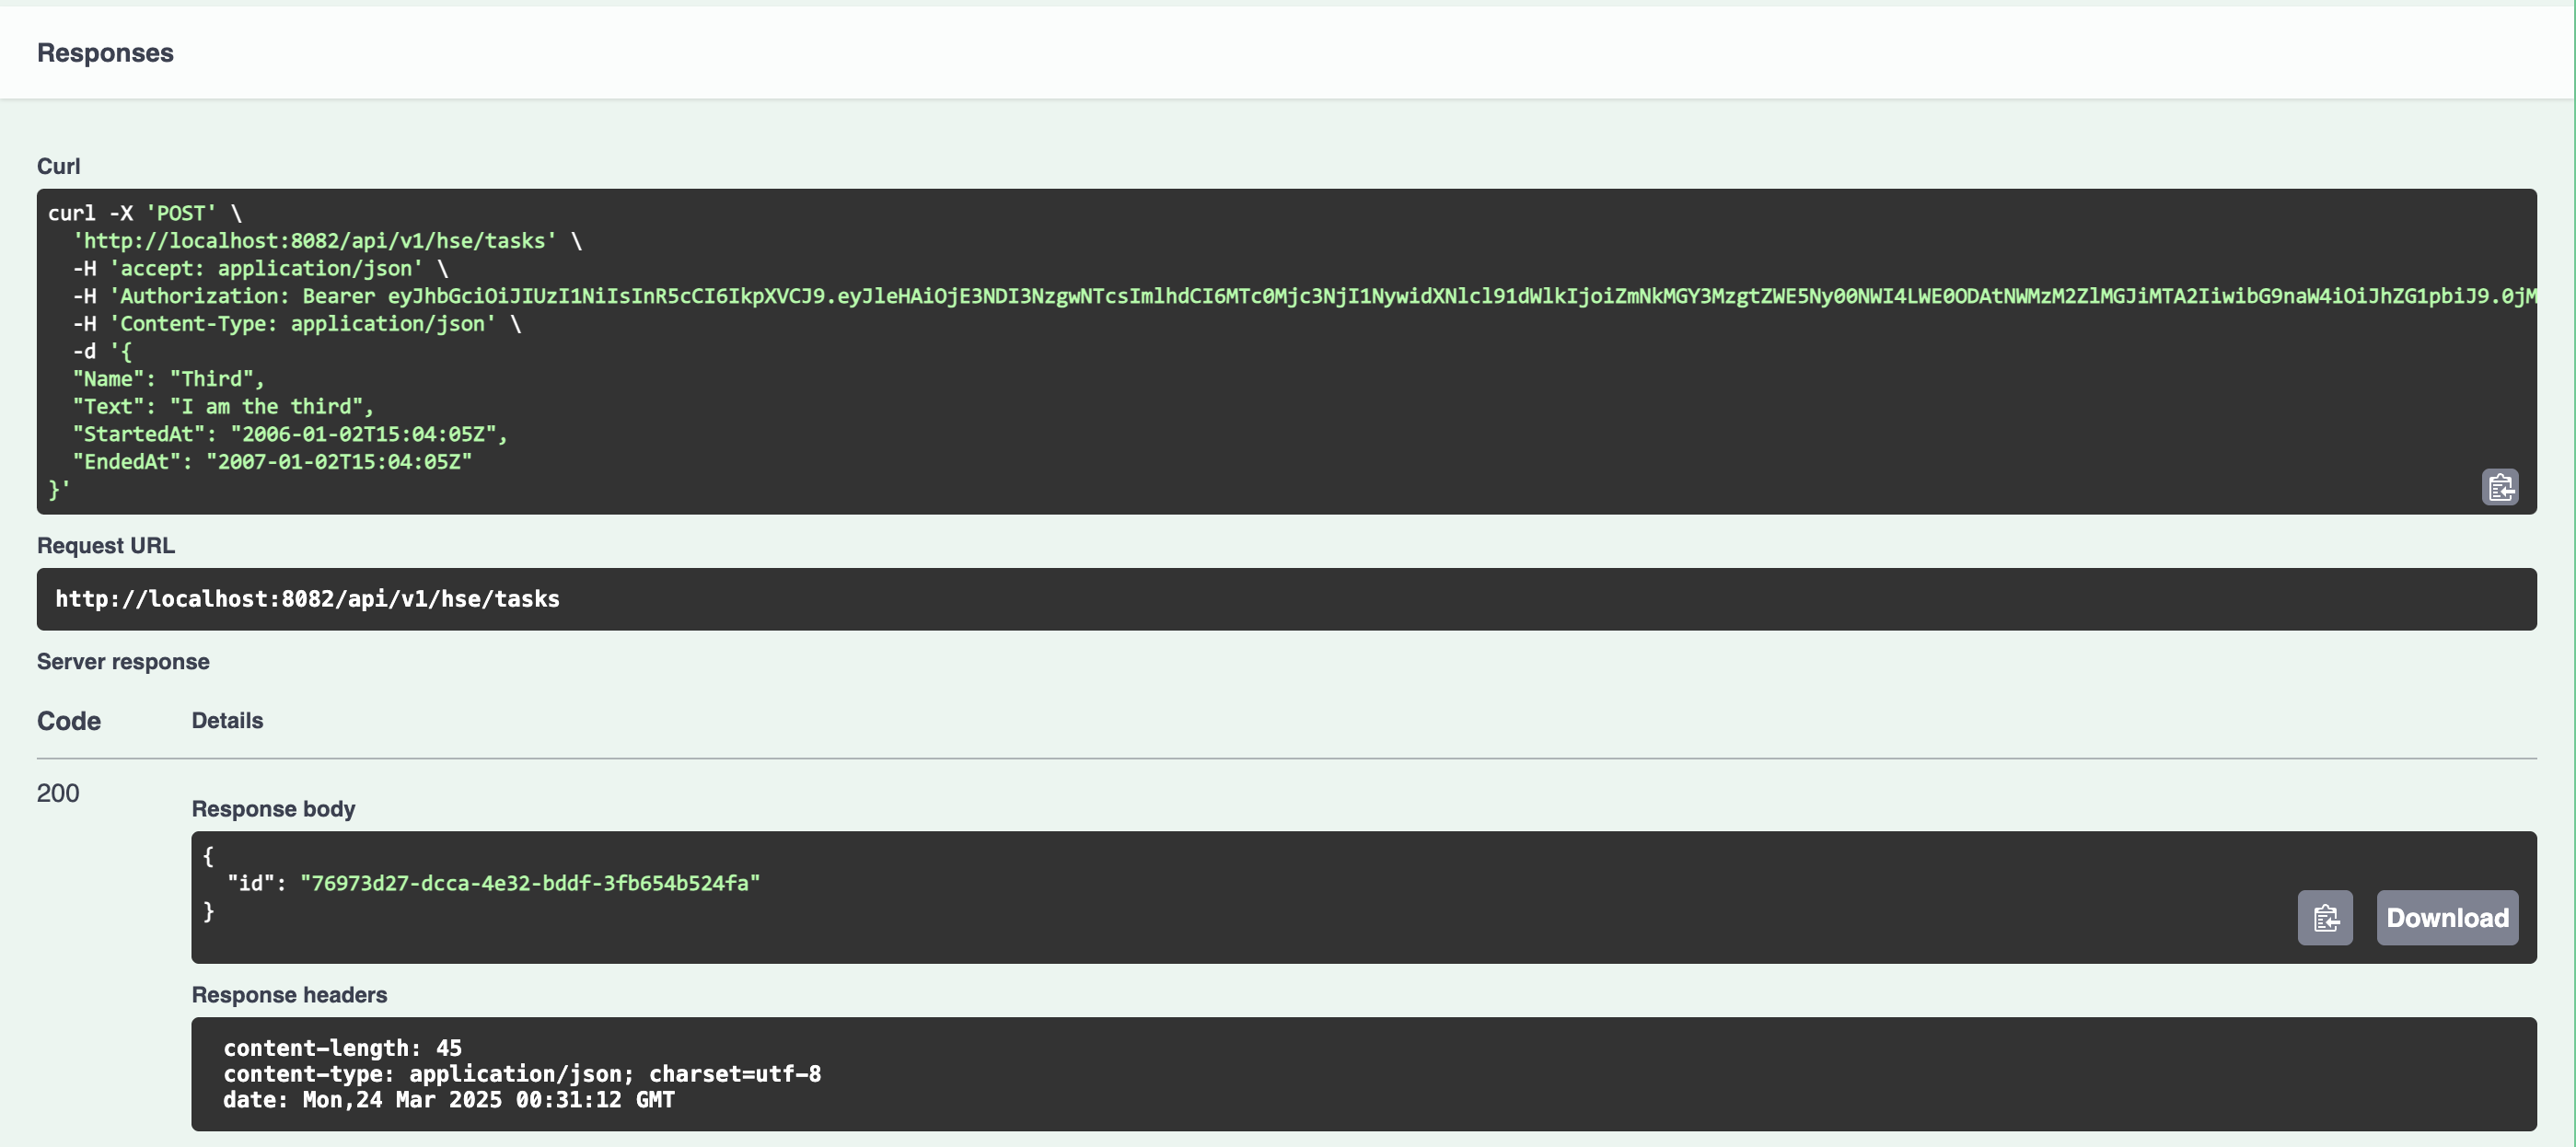 Responses
Curl
curl -X 'POST' \
'http://localhost:8082/api/v1/hse/tasks' \
-H 'accept: application/json' \
-H 'Authorization: Bearer eyJhbGciOiJIUzI1NiIsInR5cCI6IkpXVCJ9.eyJleHAiOjE3NDI3NzgwNTcsImlhdCI6MTc0Mjc3NjI1NywidXNlcl91dWlkIjoiZmNkMGY3MzgtZWE5Ny00NWI4LWE0ODAtNWMzM2ZlMGJiMTA2IiwibG9naW4iOiJhZG1pbiJ9.0jM
-H 'Content-Type: application/json' \
-d '{
"Name": "Third",
"Text": "I am the third",
"StartedAt": "2006-01-02T15:04:05Z",
"EndedAt": "2007-01-02T15:04:05Z"
}'
Request URL
http://localhost:8082/api/v1/hse/tasks
Server response
Code Details
200
Response body
{
"id": "76973d27-dcca-4e32-bddf-3fb654b524fa"
}
Download
Response headers
content-length: 45
content-type: application/json; charset=utf-8
date: Mon,24 Mar 2025 00:31:12 GMT